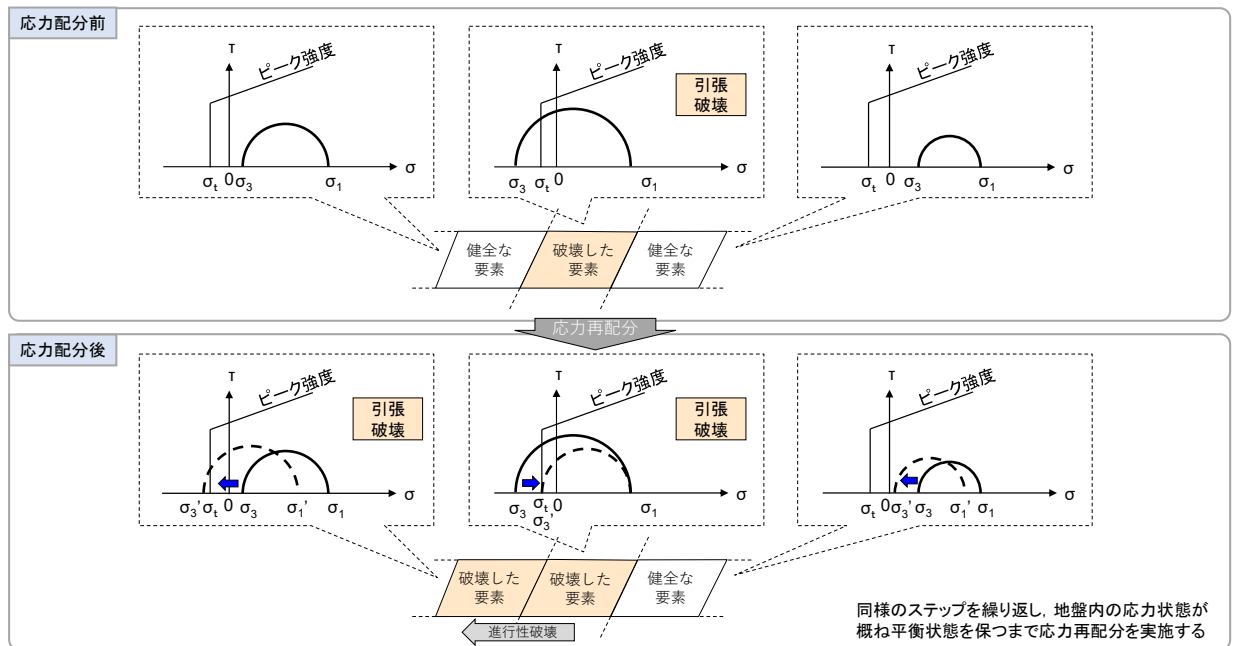 応力配分前
τ
ピーク強度
σt 0 σ3 σ1
σ
τ
ピーク強度
引張
破壊
σ3 σt 0 σ1
σ
τ
ピーク強度
σt 0 σ3 σ1
σ
健全な
要素
破壊した
要素
健全な
要素
応力再配分
応力配分後
τ
ピーク強度
引張
破壊
σ3' σt 0 σ3 σ1' σ1
σ
τ
ピーク強度
引張
破壊
σ3 σt 0 σ1
σ3'
σ
τ
ピーク強度
σt 0 σ3' σ3 σ1' σ1
σ
破壊した
要素
破壊した
要素
健全な
要素
進行性破壊
同様のステップを繰り返し，地盤内の応力状態が
概ね平衡状態を保つまで応力再配分を実施する